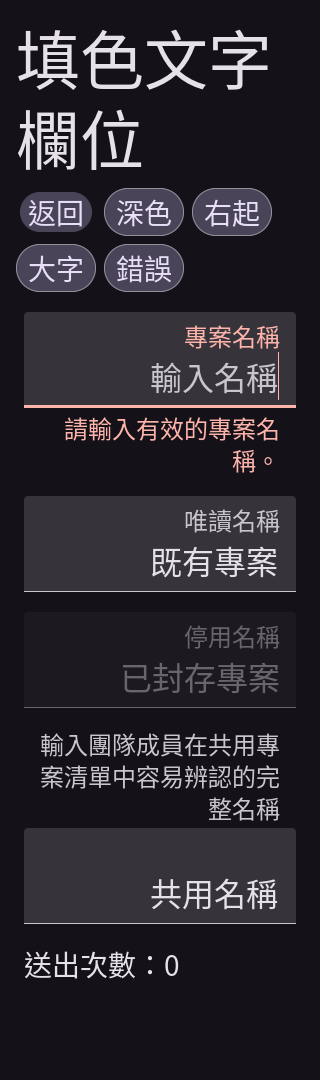 填色文字
欄位
返回
深色
右起
大字
錯誤
專案名稱
輸入名稱
請輸入有效的專案名
稱。
唯讀名稱
既有專案
停用名稱
已封存專案
輸入團隊成員在共用專
案清單中容易辨認的完
整名稱
共用名稱
送出次數：0